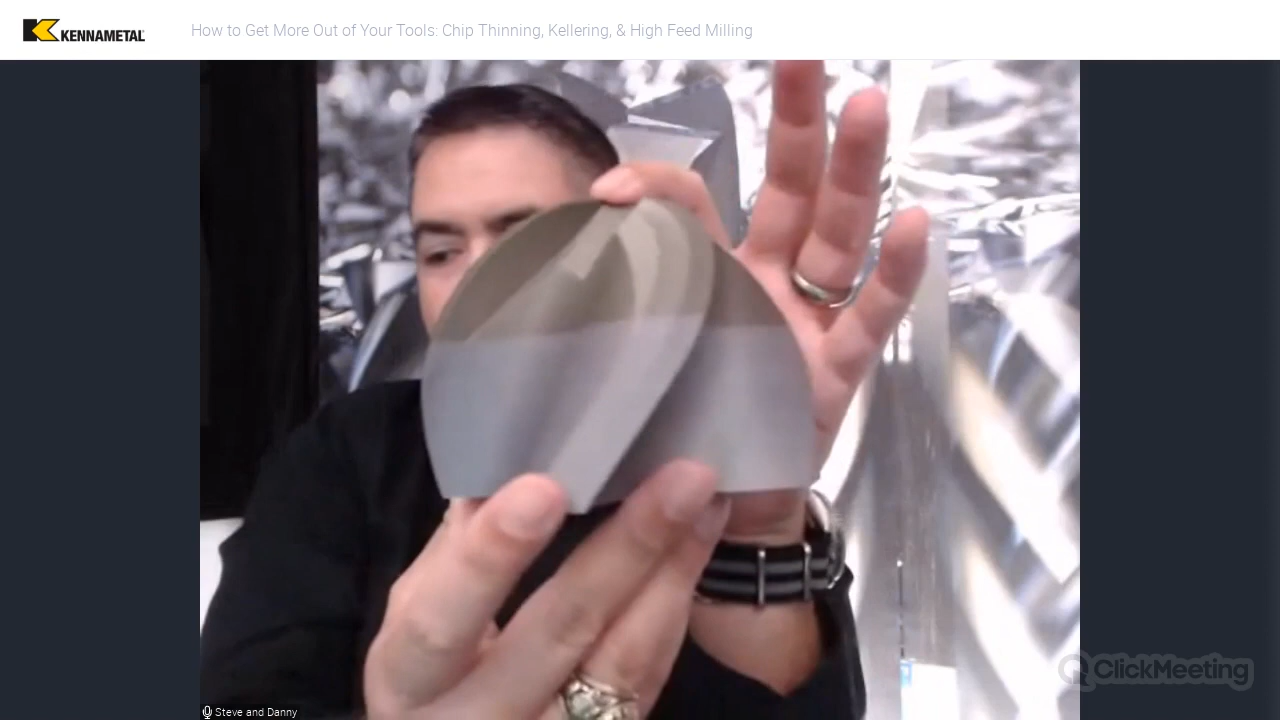 KENNAMETAL
How to Get More Out of Your Tools: Chip Thinning, Kellering, & High Feed Milling
Steve and Danny
ClickMeeting